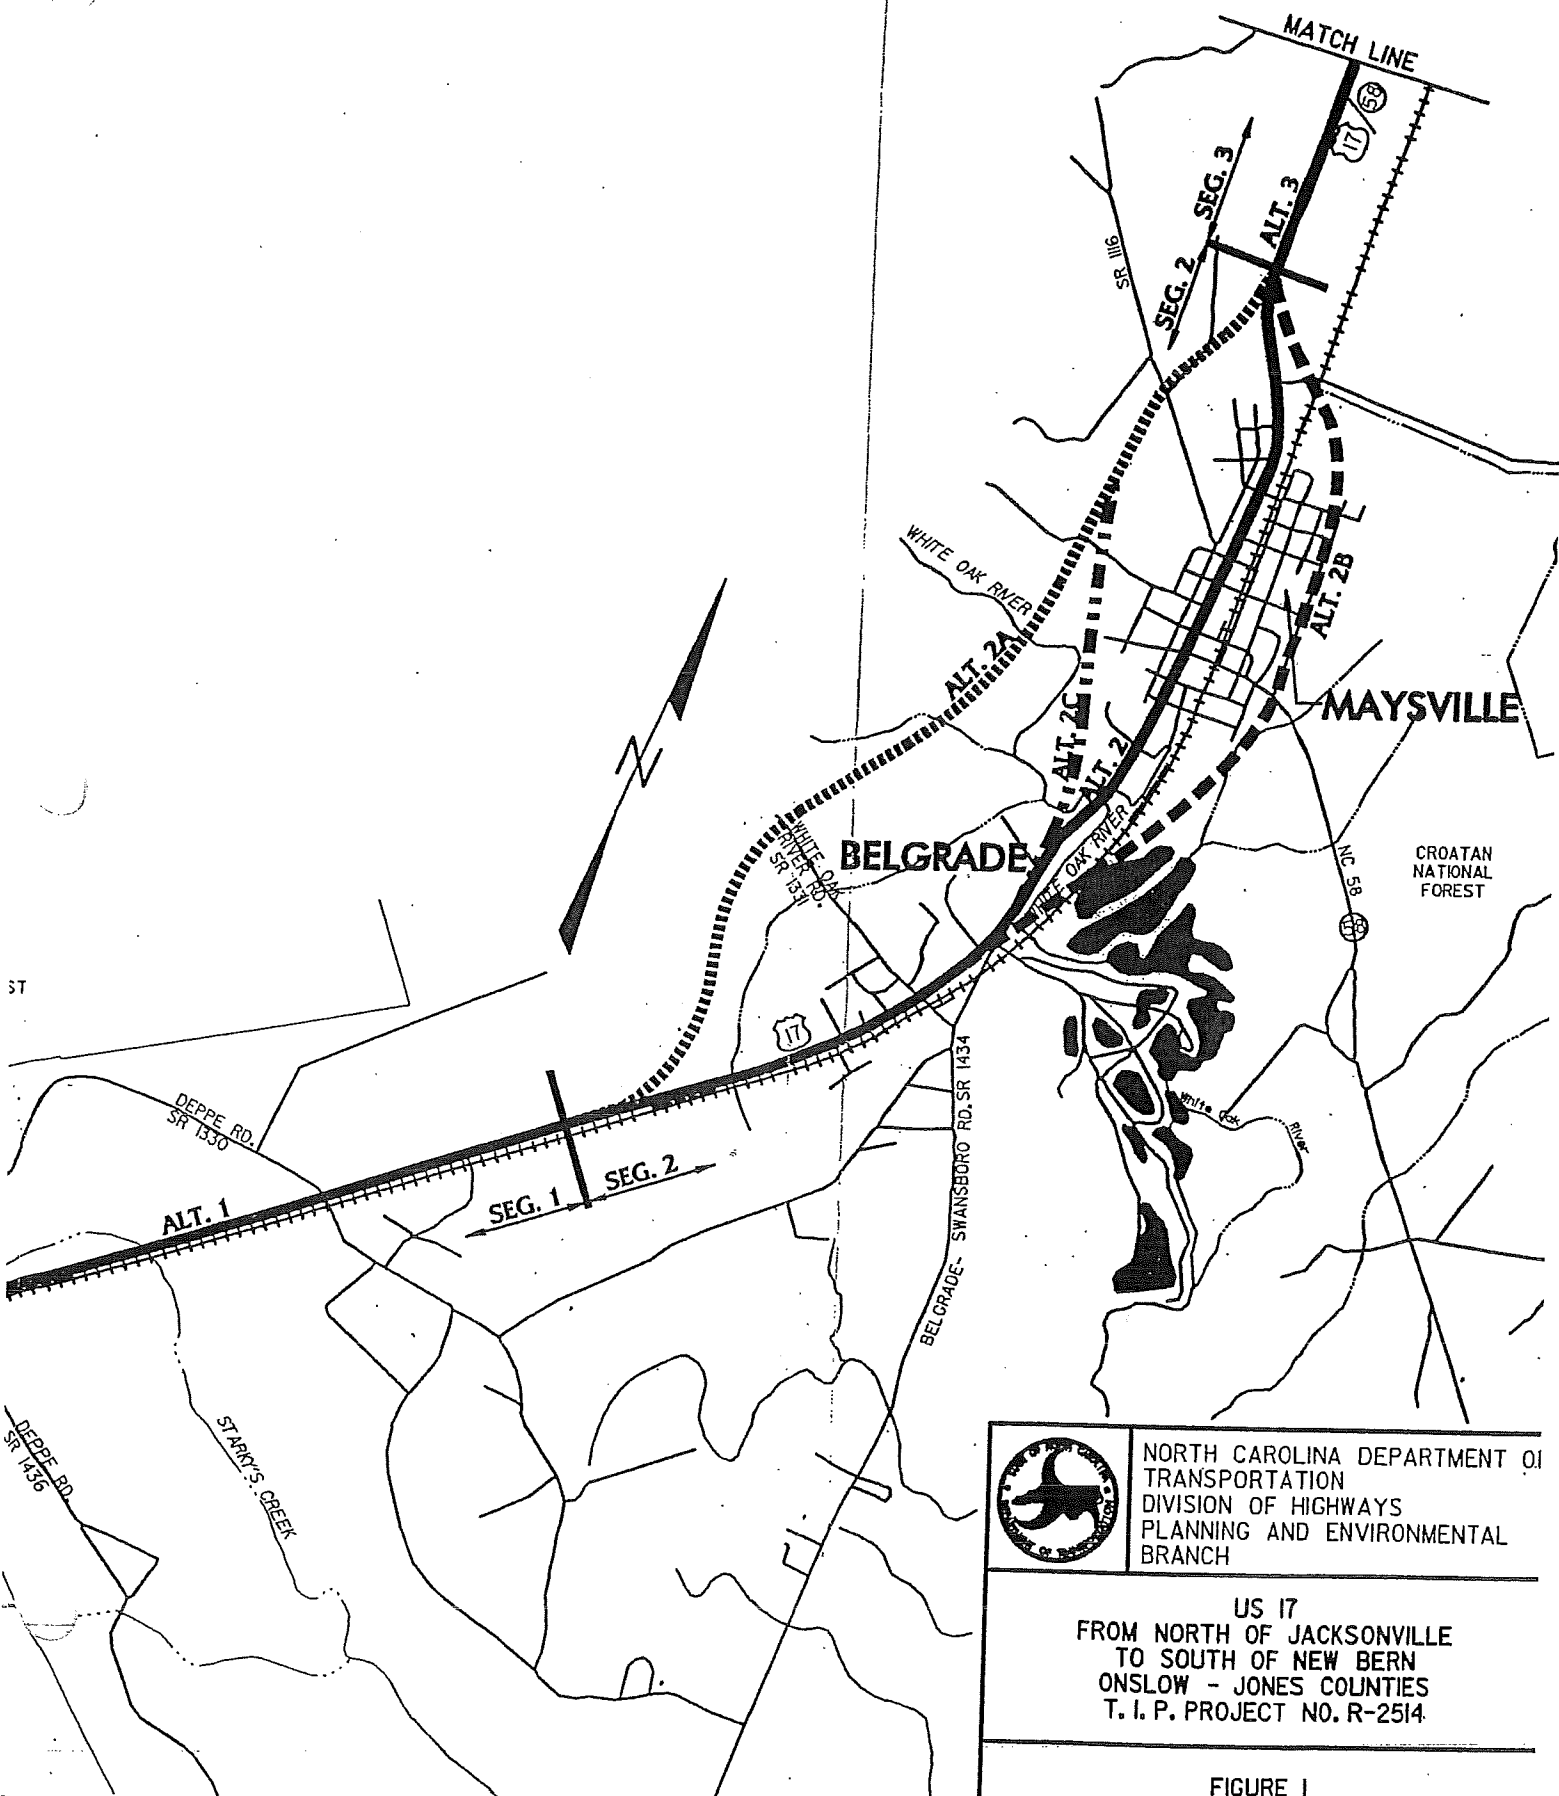 MATCH LINE
58
17
SEG. 3
ALT. 3
SR 1116
SEG. 2
WHITE OAK RIVER
ALT. 2A
ALT. 2B
MAYSVILLE
ALT. 2C
ALT. 2
N
WHITE OAK
RIVER RD.
SR 1331
BELGRADE
WHITE OAK RIVER
NC 58
CROATAN
NATIONAL
FOREST
58
ST
17
DEPPE RD.
SR 1330
White Oak
River
SEG. 2
SEG. 1
ALT. 1
BELGRADE- SWANSBORO RD. SR 1434
DEPPE RD.
SR 1436
STARKY'S CREEK
NORTH CAROLINA DEPARTMENT O
TRANSPORTATION
DIVISION OF HIGHWAYS
PLANNING AND ENVIRONMENTAL
BRANCH
US 17
FROM NORTH OF JACKSONVILLE
TO SOUTH OF NEW BERN
ONSLOW - JONES COUNTIES
T. I. P. PROJECT NO. R-2514
FIGURE 1